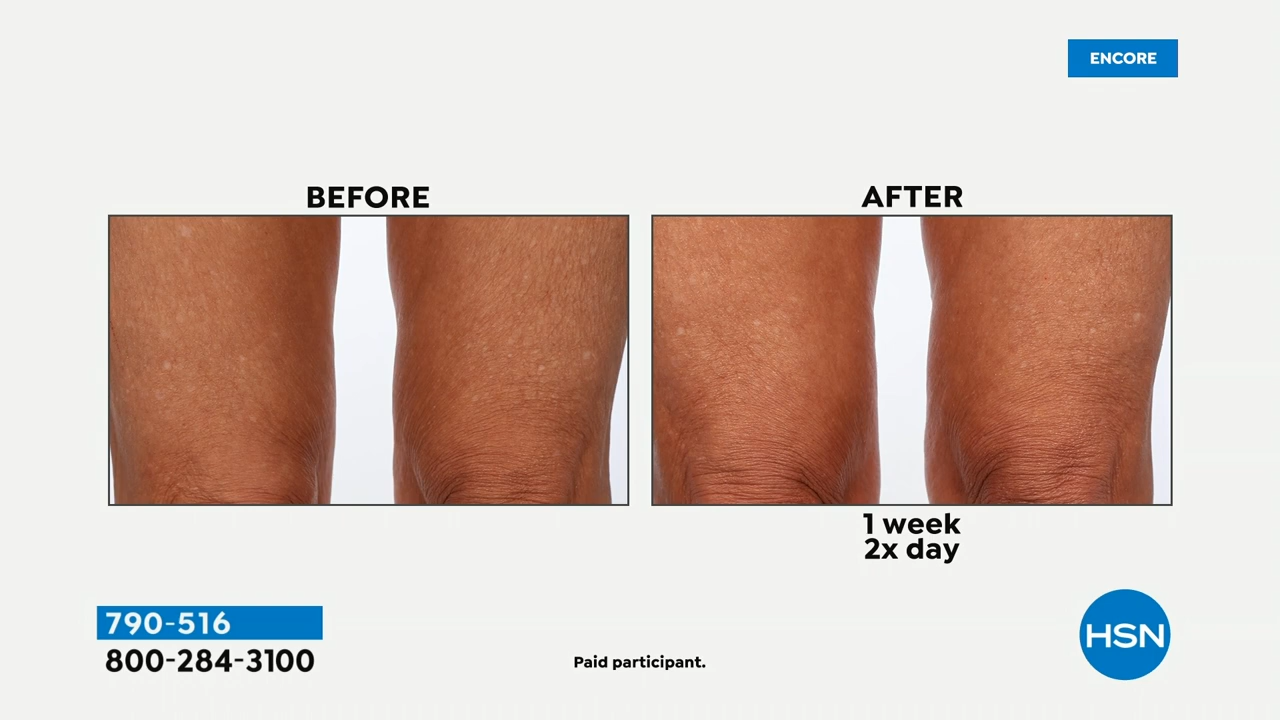 ENCORE
BEFORE
AFTER
1 week
2x day
790-516
800-284-3100
Paid participant.
HSN